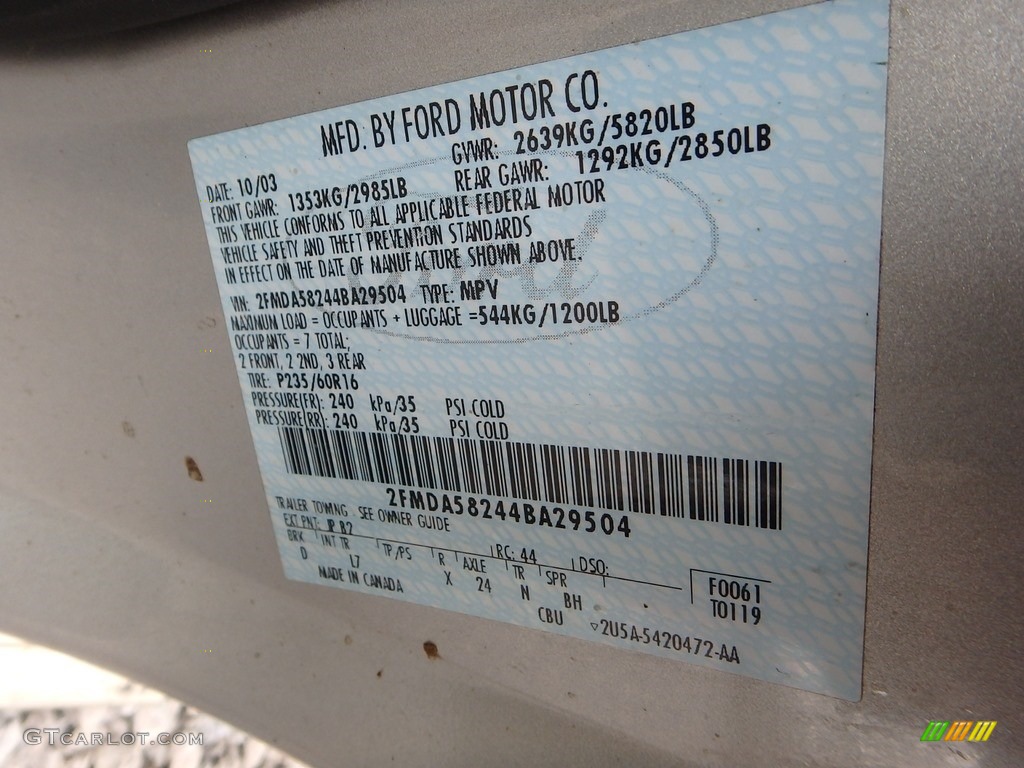 MFD. BY FORD MOTOR CO.
DATE: 10/03 GVWR: 2639KG/5820LB
FRONT GAWR: 1353KG/2985LB REAR GAWR: 1292KG/2850LB
THIS VEHICLE CONFORMS TO ALL APPLICABLE FEDERAL MOTOR
VEHICLE SAFETY AND THEFT PREVENTION STANDARDS
IN EFFECT ON THE DATE OF MANUFACTURE SHOWN ABOVE.
VIN: 2FMDA58244BA29504 TYPE: MPV
MAXIMUM LOAD = OCCUPANTS + LUGGAGE =544KG/1200LB
OCCUPANTS = 7 TOTAL;
2 FRONT, 2 2ND, 3 REAR
TIRE: P235/60R16
PRESSURE(FR): 240 kPa/35 PSI COLD
PRESSURE(RR): 240 kPa/35 PSI COLD
2FMDA58244BA29504
TRAILER TOWING - SEE OWNER GUIDE
EXT PNT: JP B2 RC: 44 DSO:
BRK INT TR TP/PS R AXLE TR SPR F0061
D L7 X 24 N BH T0119
MADE IN CANADA CBU ▽2U5A-5420472-AA
Ford
GTCARLOT.COM